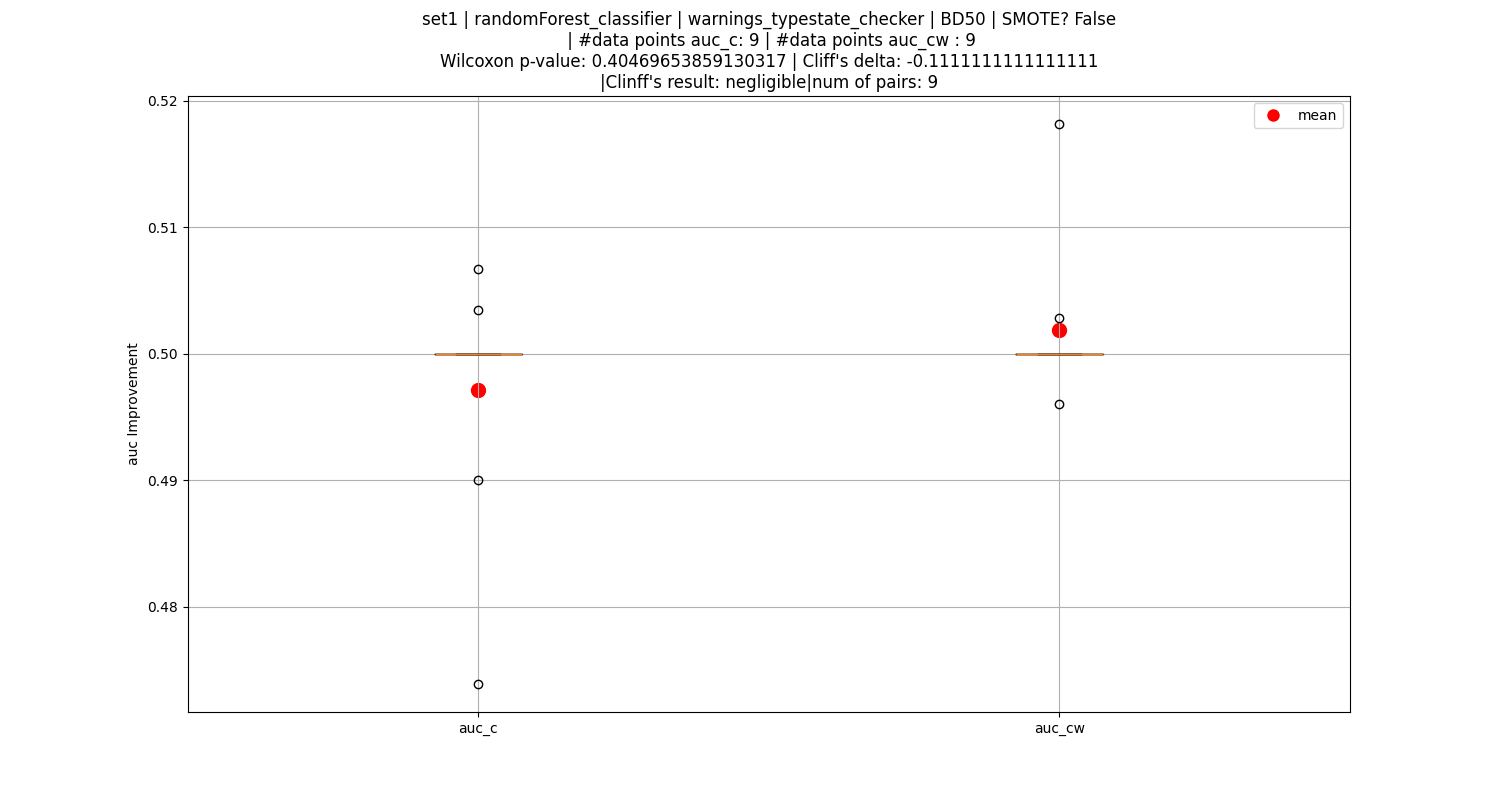 set1 | randomForest_classifier | warnings_typestate_checker | BD50 | SMOTE? False
| #data points auc_c: 9 | #data points auc_cw : 9
Wilcoxon p-value: 0.40469653859130317 | Cliff's delta: -0.1111111111111111
|Clinff's result: negligible|num of pairs: 9
mean
0.52
0.51
0.50
0.49
0.48
auc Improvement
auc_c
auc_cw